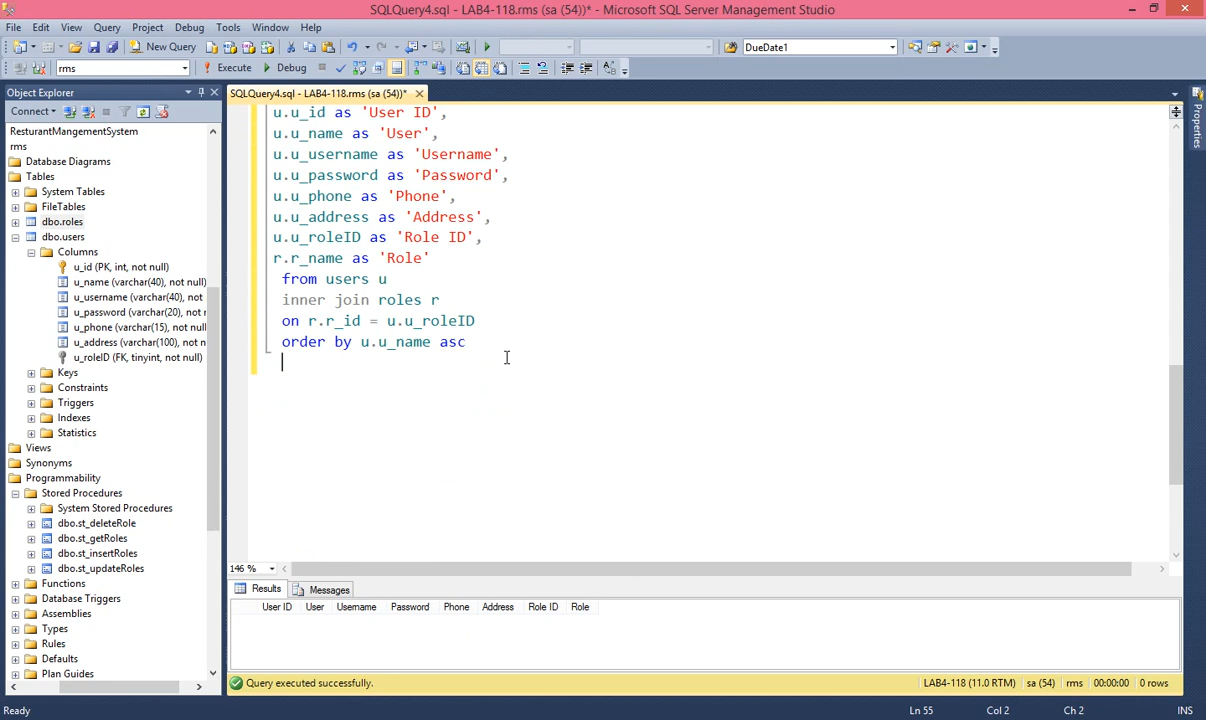 SQLQuery4.sql - LAB4-118.rms (sa (54))* - Microsoft SQL Server Management Studio
File Edit View Query Project Debug Tools Window Help
New Query DueDate1
rms Execute Debug
Object Explorer
SQLQuery4.sql - LAB4-118.rms (sa (54))*
Connect
ResturantMangementSystem
rms
Database Diagrams
Tables
System Tables
FileTables
dbo.roles
dbo.users
Columns
u_id (PK, int, not null)
u_name (varchar(40), not null)
u_username (varchar(40), not
u_password (varchar(20), not r
u_phone (varchar(15), not null)
u_address (varchar(100), not n
u_roleID (FK, tinyint, not null)
Keys
Constraints
Triggers
Indexes
Statistics
Views
Synonyms
Programmability
Stored Procedures
System Stored Procedures
dbo.st_deleteRole
dbo.st_getRoles
dbo.st_insertRoles
dbo.st_updateRoles
Functions
Database Triggers
Assemblies
Types
Rules
Defaults
Plan Guides
u.u_id as 'User ID',
u.u_name as 'User',
u.u_username as 'Username',
u.u_password as 'Password',
u.u_phone as 'Phone',
u.u_address as 'Address',
u.u_roleID as 'Role ID',
r.r_name as 'Role'
from users u
inner join roles r
on r.r_id = u.u_roleID
order by u.u_name asc
Properties
146 %
Results Messages
User ID User Username Password Phone Address Role ID Role
Query executed successfully. LAB4-118 (11.0 RTM) sa (54) rms 00:00:00 0 rows
Ready Ln 55 Col 2 Ch 2 INS